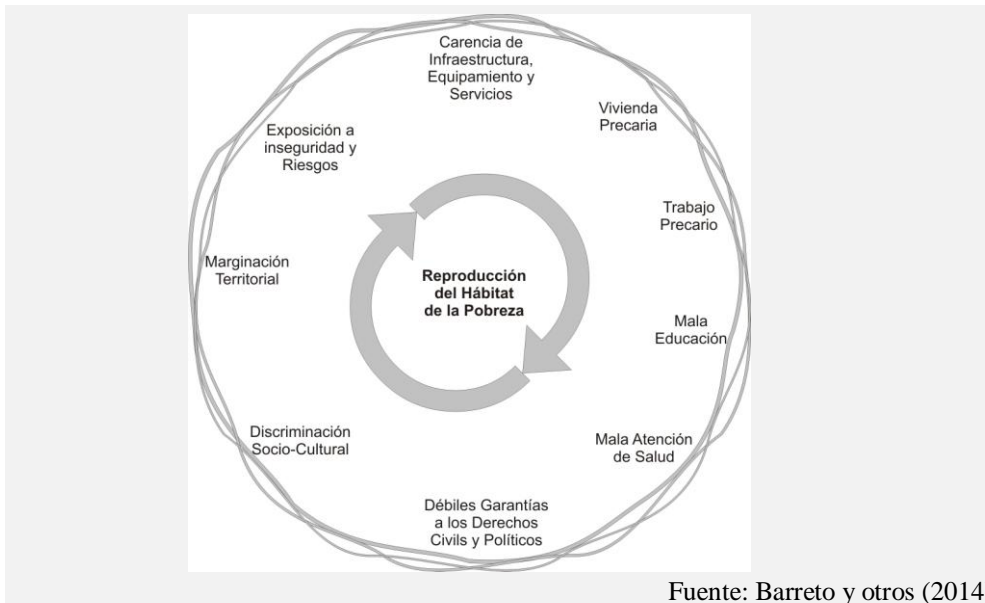 Carencia de
Infraestructura,
Equipamiento y
Servicios
Vivienda
Precaria
Trabajo
Precario
Mala
Educación
Mala Atención
de Salud
Débiles Garantías
a los Derechos
Civils y Políticos
Discriminación
Socio-Cultural
Marginación
Territorial
Exposición a
inseguridad y
Riesgos
Reproducción
del Hábitat
de la Pobreza
Fuente: Barreto y otros (2014